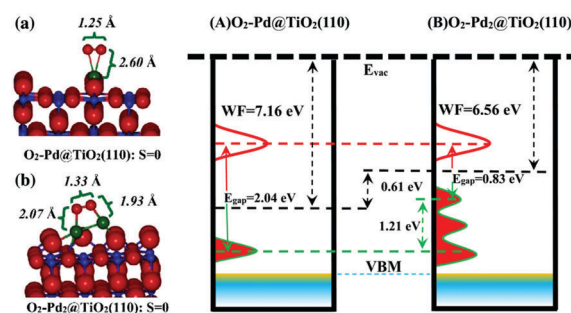 (a)
1.25 Å
2.60 Å
O₂-Pd@TiO₂(110): S=0
(b)
1.33 Å
1.93 Å
2.07 Å
O₂-Pd₂@TiO₂(110): S=0
(A)O₂-Pd@TiO₂(110)
(B)O₂-Pd₂@TiO₂(110)
Evac
WF=7.16 eV
WF=6.56 eV
Egap=2.04 eV
0.61 eV
Egap=0.83 eV
1.21 eV
VBM